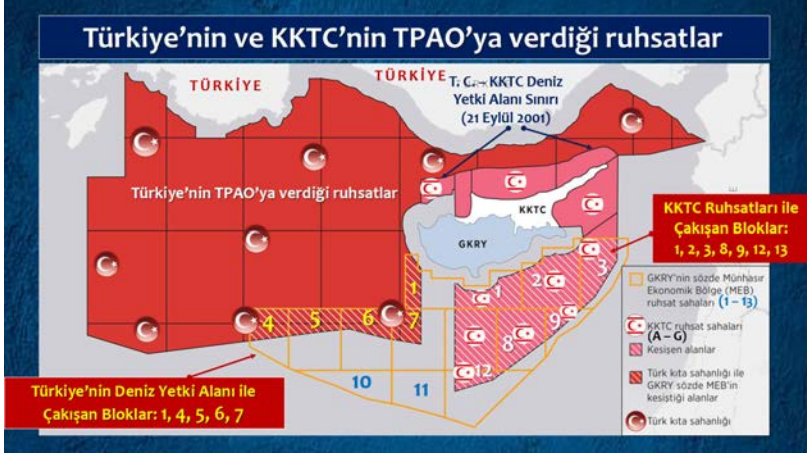 Türkiye'nin ve KKTC'nin TPAO'ya verdiği ruhsatlar
TÜRKİYE
TÜRKİYE
T. C. – KKTC Deniz
Yetki Alanı Sınırı
(21 Eylül 2001)
Türkiye'nin TPAO'ya verdiği ruhsatlar
KKTC
GKRY
KKTC Ruhsatları ile
Çakışan Bloklar:
1, 2, 3, 8, 9, 12, 13
1
4
5
6
7
1
2
3
8
9
12
10
11
GKRY'nin sözde Münhasır
Ekonomik Bölge (MEB)
ruhsat sahaları (1 – 13)
KKTC ruhsat sahaları
(A – G)
Kesişen alanlar
Türk kıta sahanlığı ile
GKRY sözde MEB'in
kesiştiği alanlar
Türk kıta sahanlığı
Türkiye'nin Deniz Yetki Alanı ile
Çakışan Bloklar: 1, 4, 5, 6, 7